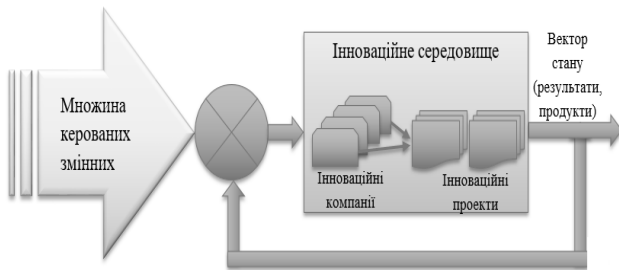 Множина
керованих
змінних
Інноваційне середовище
Інноваційні
компанії
Інноваційні
проекти
Вектор
стану
(результати,
продукти)